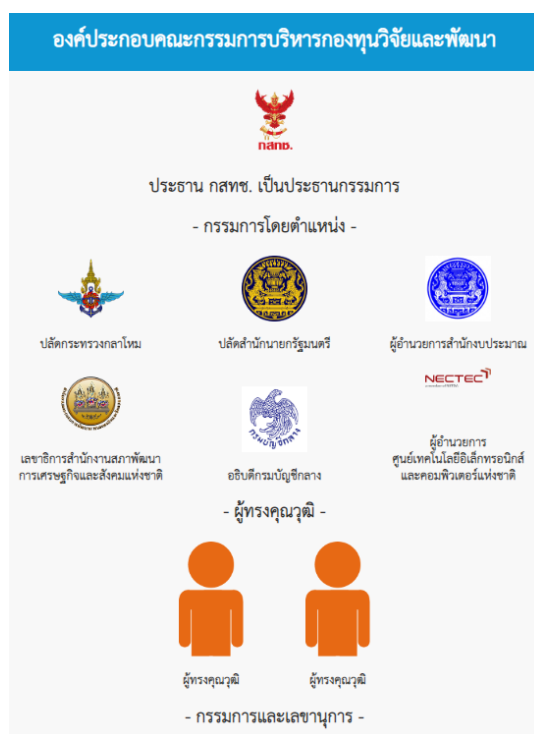 องค์ประกอบคณะกรรมการบริหารกองทุนวิจัยและพัฒนา
กสทช.
ประธาน กสทช. เป็นประธานกรรมการ
- กรรมการโดยตำแหน่ง -
ปลัดกระทรวงกลาโหม
ปลัดสำนักนายกรัฐมนตรี
ผู้อำนวยการสำนักงบประมาณ
NECTEC
เลขาธิการสำนักงานสภาพัฒนา
การเศรษฐกิจและสังคมแห่งชาติ
กรมบัญชีกลาง
อธิบดีกรมบัญชีกลาง
ผู้อำนวยการ
ศูนย์เทคโนโลยีอิเล็กทรอนิกส์
และคอมพิวเตอร์แห่งชาติ
- ผู้ทรงคุณวุฒิ -
ผู้ทรงคุณวุฒิ
ผู้ทรงคุณวุฒิ
- กรรมการและเลขานุการ -